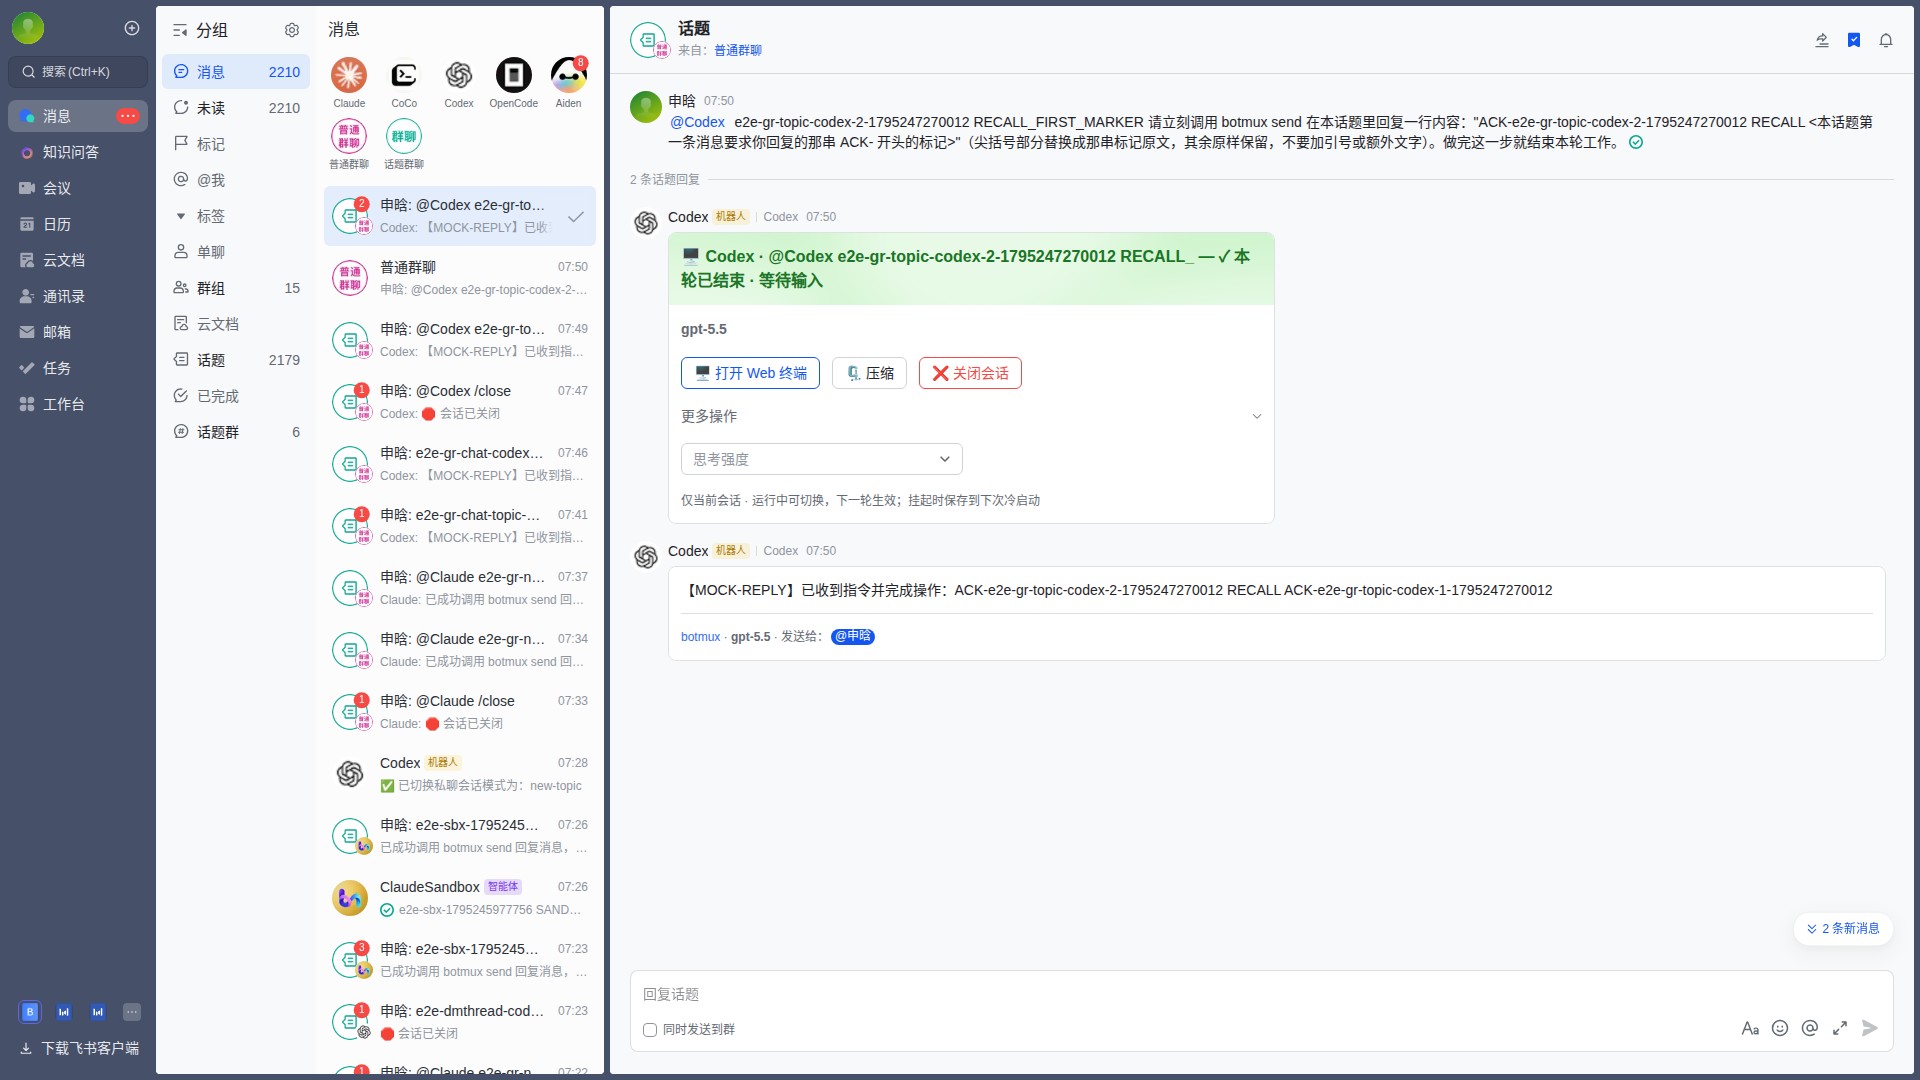 搜索 (Ctrl+K)
消息
知识问答
会议
日历
云文档
通讯录
邮箱
任务
工作台
下载飞书客户端
分组
消息 2210
未读 2210
标记
@我
标签
单聊
群组 15
云文档
话题 2179
已完成
话题群 6
消息
8
Claude CoCo Codex OpenCode Aiden
普通群聊
群聊
普通群聊 话题群聊
2
申晗: @Codex e2e-gr-to…
Codex: 【MOCK-REPLY】已收
普通群聊
普通群聊 07:50
申晗: @Codex e2e-gr-topic-codex-2-…
申晗: @Codex e2e-gr-to… 07:49
Codex: 【MOCK-REPLY】已收到指…
1
申晗: @Codex /close 07:47
Codex: 🛑 会话已关闭
申晗: e2e-gr-chat-codex… 07:46
Codex: 【MOCK-REPLY】已收到指…
1
申晗: e2e-gr-chat-topic-… 07:41
Codex: 【MOCK-REPLY】已收到指…
申晗: @Claude e2e-gr-n… 07:37
Claude: 已成功调用 botmux send 回…
申晗: @Claude e2e-gr-n… 07:34
Claude: 已成功调用 botmux send 回…
1
申晗: @Claude /close 07:33
Claude: 🛑 会话已关闭
Codex 机器人 07:28
✅ 已切换私聊会话模式为：new-topic
申晗: e2e-sbx-1795245… 07:26
已成功调用 botmux send 回复消息，…
ClaudeSandbox 智能体 07:26
e2e-sbx-1795245977756 SAND…
3
申晗: e2e-sbx-1795245… 07:23
已成功调用 botmux send 回复消息，…
1
申晗: e2e-dmthread-cod… 07:23
🛑 会话已关闭
1
申晗: @Claude e2e-gr-n… 07:22
话题
来自：普通群聊
申晗 07:50
@Codex e2e-gr-topic-codex-2-1795247270012 RECALL_FIRST_MARKER 请立刻调用 botmux send 在本话题里回复一行内容："ACK-e2e-gr-topic-codex-2-1795247270012 RECALL <本话题第
一条消息要求你回复的那串 ACK- 开头的标记>"（尖括号部分替换成那串标记原文，其余原样保留，不要加引号或额外文字）。做完这一步就结束本轮工作。
2 条话题回复
Codex 机器人 Codex 07:50
🖥️ Codex · @Codex e2e-gr-topic-codex-2-1795247270012 RECALL_ — ✓ 本
轮已结束 · 等待输入
gpt-5.5
🖥️ 打开 Web 终端 🗜️ 压缩 ❌ 关闭会话
更多操作
思考强度
仅当前会话 · 运行中可切换，下一轮生效；挂起时保存到下次冷启动
Codex 机器人 Codex 07:50
【MOCK-REPLY】已收到指令并完成操作：ACK-e2e-gr-topic-codex-2-1795247270012 RECALL ACK-e2e-gr-topic-codex-1-1795247270012
botmux · gpt-5.5 · 发送给： @申晗
2 条新消息
回复话题
同时发送到群